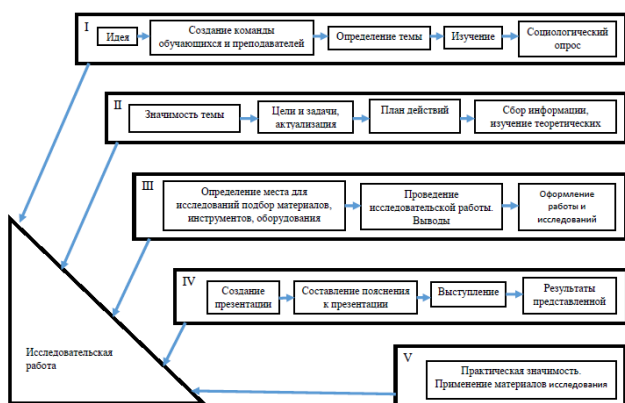 I
Идея
Создание команды
обучающихся и преподавателей
Определение темы
Изучение
Социологический
опрос
II
Значимость темы
Цели и задачи,
актуализация
План действий
Сбор информации,
изучение теоретических
III
Определение места для
исследований подбор материалов,
инструментов, оборудования
Проведение
исследовательской работы.
Выводы
Оформление
работы и
исследований
IV
Создание
презентации
Составление пояснения
к презентации
Выступление
Результаты
представленной
V
Практическая значимость.
Применение материалов исследования
Исследовательская
работа